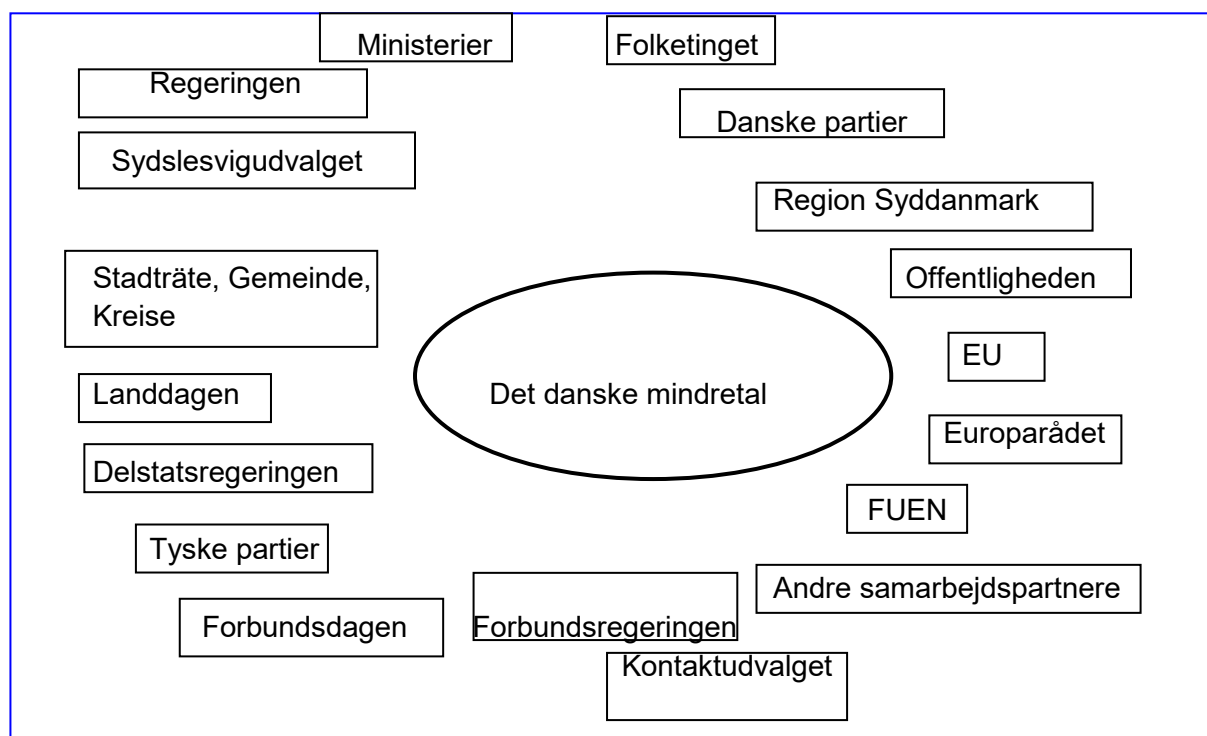 Ministerier
Folketinget
Regeringen
Danske partier
Sydslesvigudvalget
Region Syddanmark
Stadträte, Gemeinde,
Kreise
Offentligheden
EU
Det danske mindretal
Landdagen
Europarådet
Delstatsregeringen
FUEN
Tyske partier
Andre samarbejdspartnere
Forbundsdagen
Forbundsregeringen
Kontaktudvalget